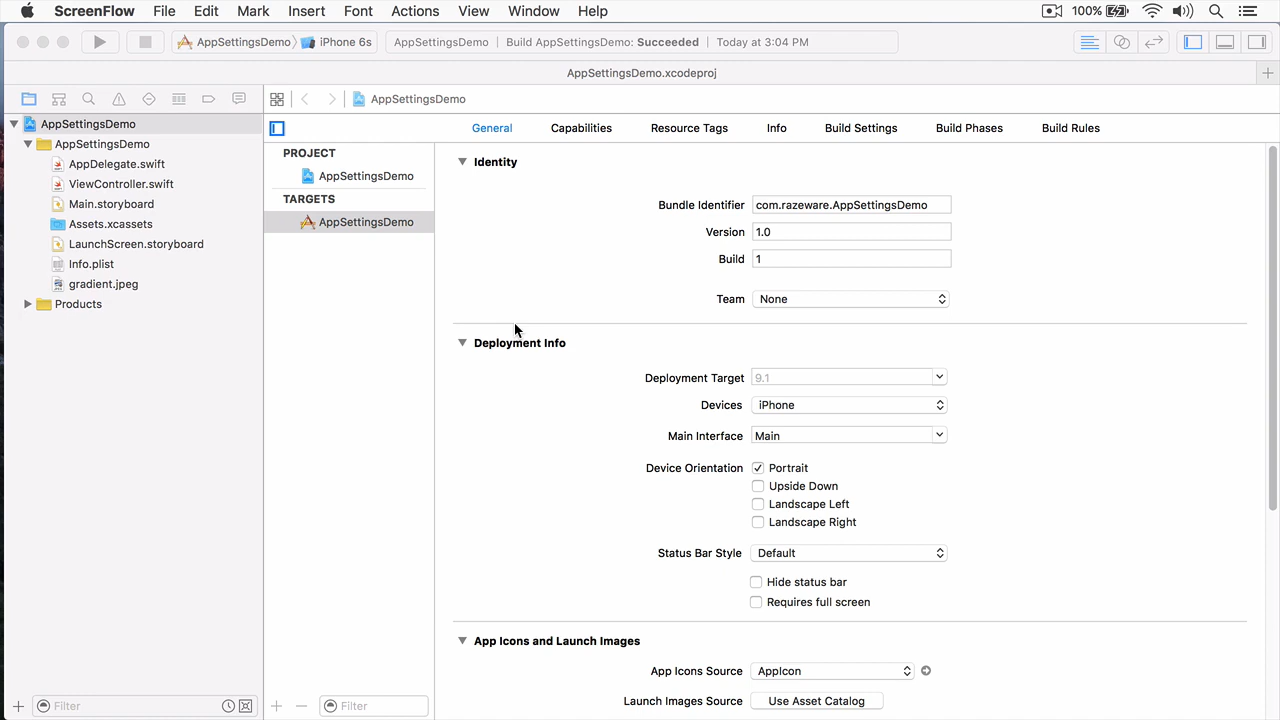 ScreenFlow File Edit Mark Insert Font Actions View Window Help 100%
AppSettingsDemo iPhone 6s AppSettingsDemo Build AppSettingsDemo: Succeeded Today at 3:04 PM
AppSettingsDemo.xcodeproj
AppSettingsDemo
General Capabilities Resource Tags Info Build Settings Build Phases Build Rules
AppSettingsDemo
AppSettingsDemo
AppDelegate.swift
ViewController.swift
Main.storyboard
Assets.xcassets
LaunchScreen.storyboard
Info.plist
gradient.jpeg
Products
Filter
PROJECT
AppSettingsDemo
TARGETS
AppSettingsDemo
Filter
Identity
Bundle Identifier com.razeware.AppSettingsDemo
Version 1.0
Build 1
Team None
Deployment Info
Deployment Target 9.1
Devices iPhone
Main Interface Main
Device Orientation Portrait
Upside Down
Landscape Left
Landscape Right
Status Bar Style Default
Hide status bar
Requires full screen
App Icons and Launch Images
App Icons Source AppIcon
Launch Images Source Use Asset Catalog